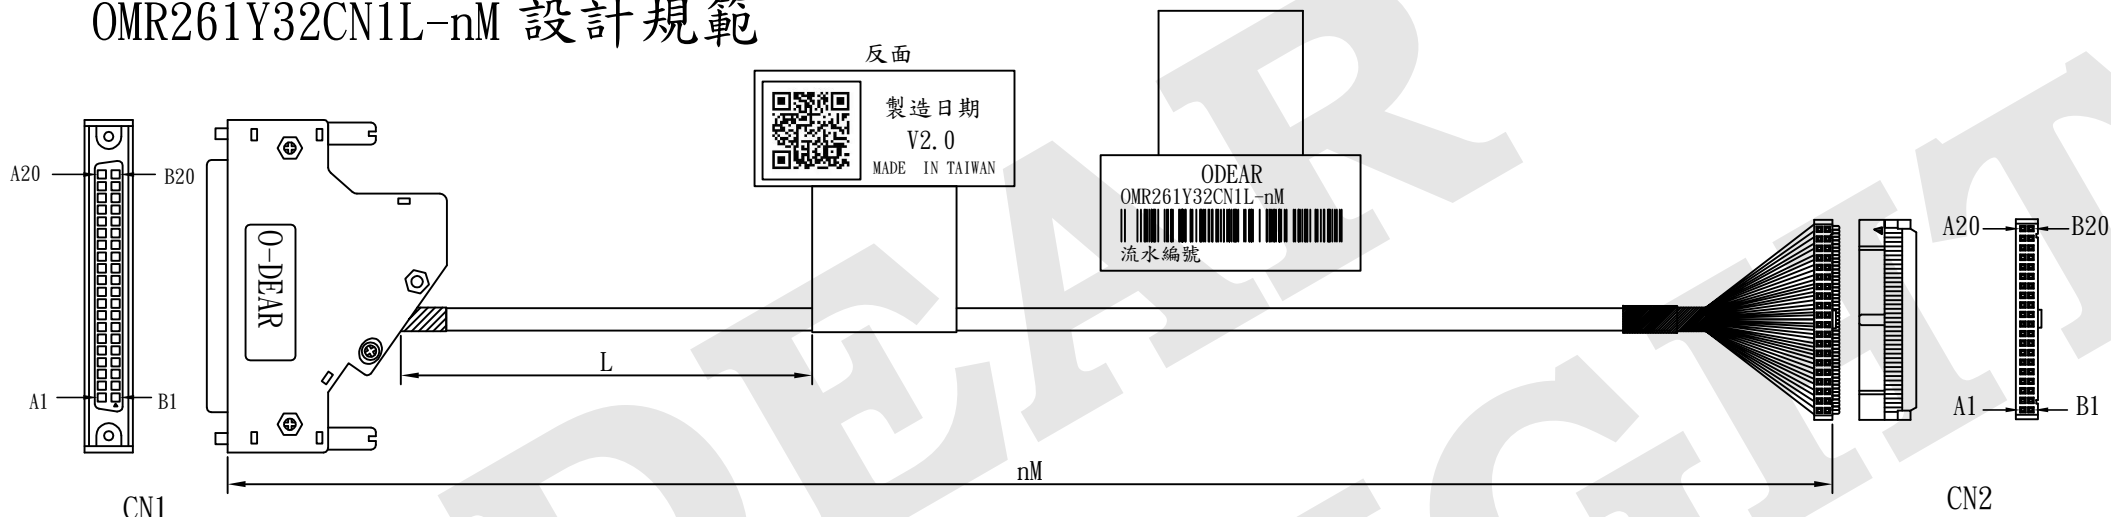 OMR261Y32CN1L-nM 設計規範
反面
製造日期
V2.0
MADE IN TAIWAN
ODEAR
OMR261Y32CN1L-nM
流水編號
A20
B20
O-DEAR
A1
B1
L
nM
CN1
A20
B20
A1
B1
CN2